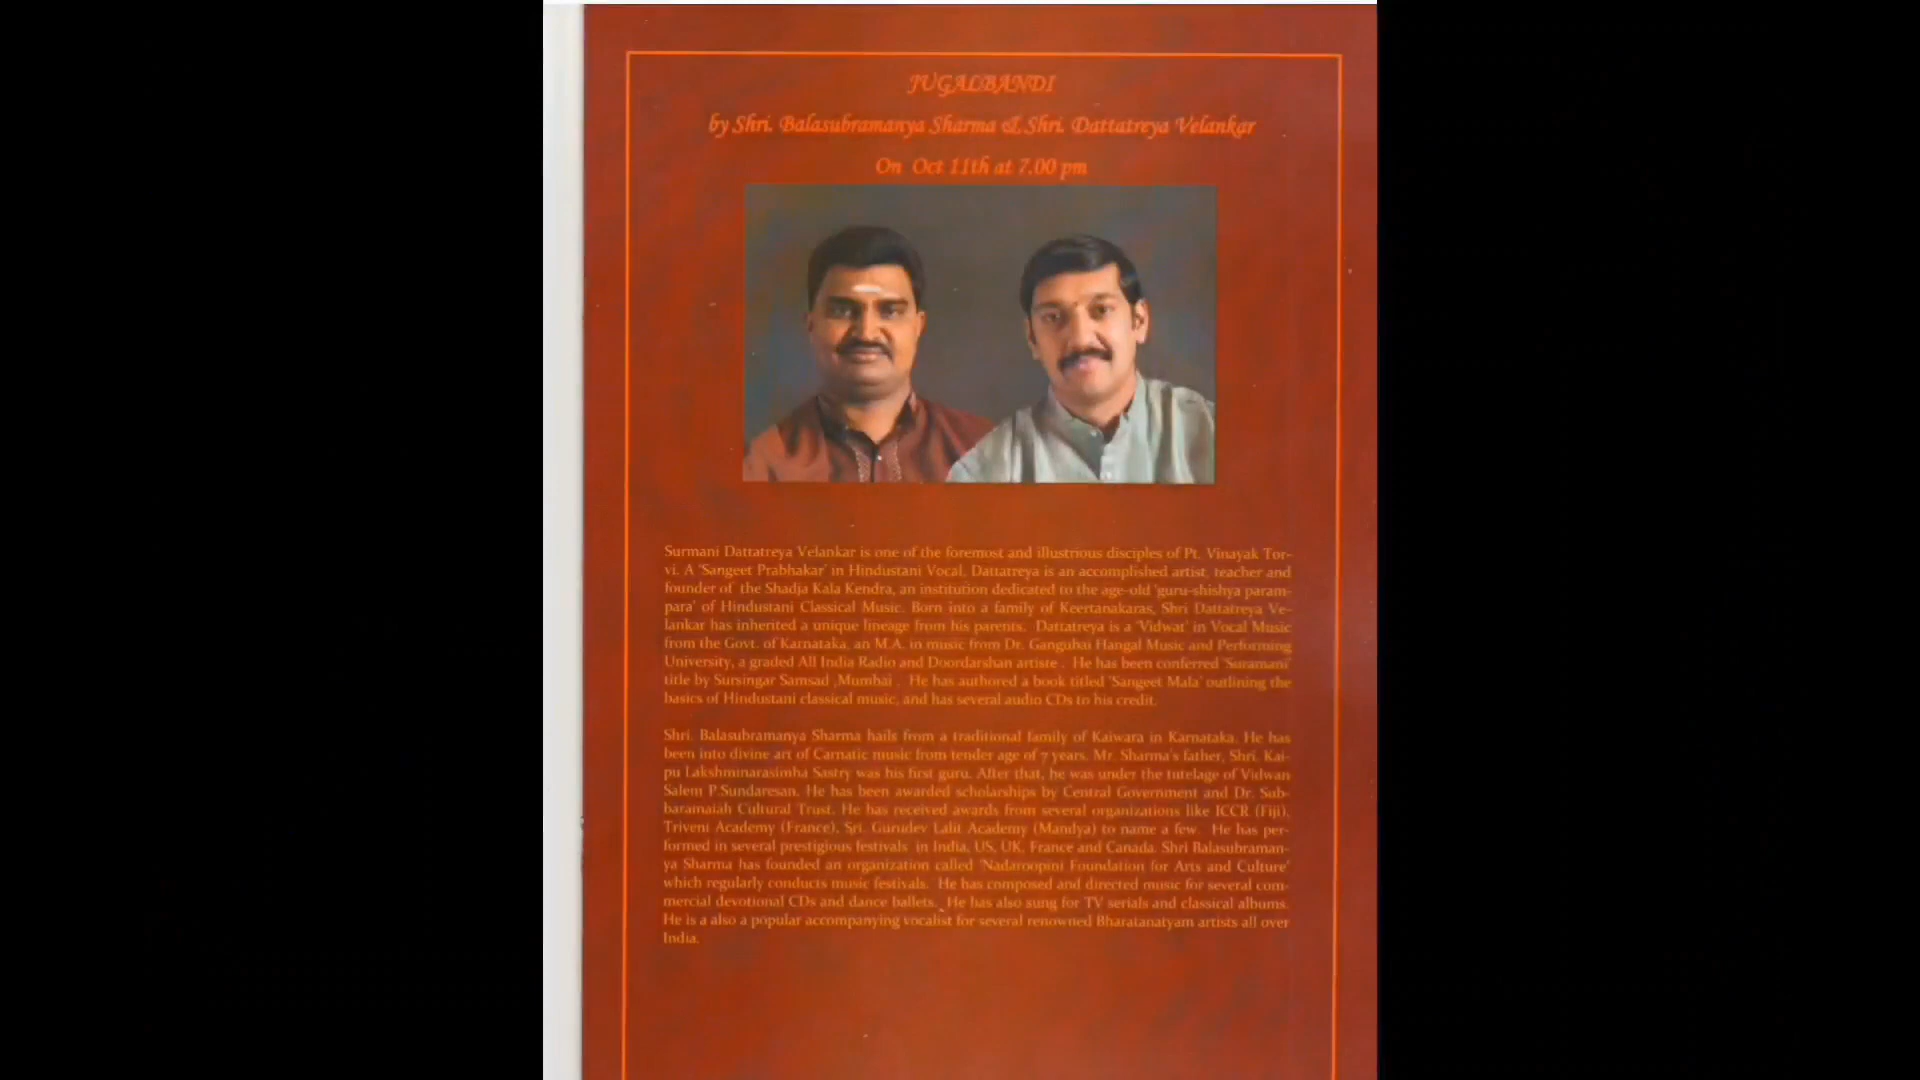 JUGALBANDI
by Shri. Balasubramanya Sharma & Shri. Dattatreya Velankar
On Oct 11th at 7.00 pm
Surmani Dattatreya Velankar is one of the foremost and illustrious disciples of Pt. Vinayak Tor-
vi. A 'Sangeet Prabhakar' in Hindustani Vocal, Dattatreya is an accomplished artist, teacher and
founder of the Shadja Kala Kendra, an institution dedicated to the age-old 'guru-shishya param-
para' of Hindustani Classical Music. Born into a family of Keertanakaras, Shri Dattatreya Ve-
lankar has inherited a unique lineage from his parents. Dattatreya is a 'Vidwat' in Vocal Music
from the Govt. of Karnataka, an M.A. in music from Dr. Gangubai Hangal Music and Performing
University, a graded All India Radio and Doordarshan artiste . He has been conferred 'Suramani'
title by Sursingar Samsad ,Mumbai . He has authored a book titled 'Sangeet Mala' outlining the
basics of Hindustani classical music, and has several audio CDs to his credit.
Shri. Balasubramanya Sharma hails from a traditional family of Kaiwara in Karnataka. He has
been into divine art of Carnatic music from tender age of 7 years. Mr. Sharma's father, Shri. Kai-
pu Lakshminarasimha Sastry was his first guru. After that, he was under the tutelage of Vidwan
Salem P.Sundaresan. He has been awarded scholarships by Central Government and Dr. Sub-
baramaiah Cultural Trust. He has received awards from several organizations like ICCR (Fiji),
Triveni Academy (France), Sri. Gurudev Lalit Academy (Mandya) to name a few. He has per-
formed in several prestigious festivals in India, US, UK, France and Canada. Shri Balasubraman-
ya Sharma has founded an organization called 'Nadaroopini Foundation for Arts and Culture'
which regularly conducts music festivals. He has composed and directed music for several com-
mercial devotional CDs and dance ballets. He has also sung for TV serials and classical albums.
He is a also a popular accompanying vocalist for several renowned Bharatanatyam artists all over
India.